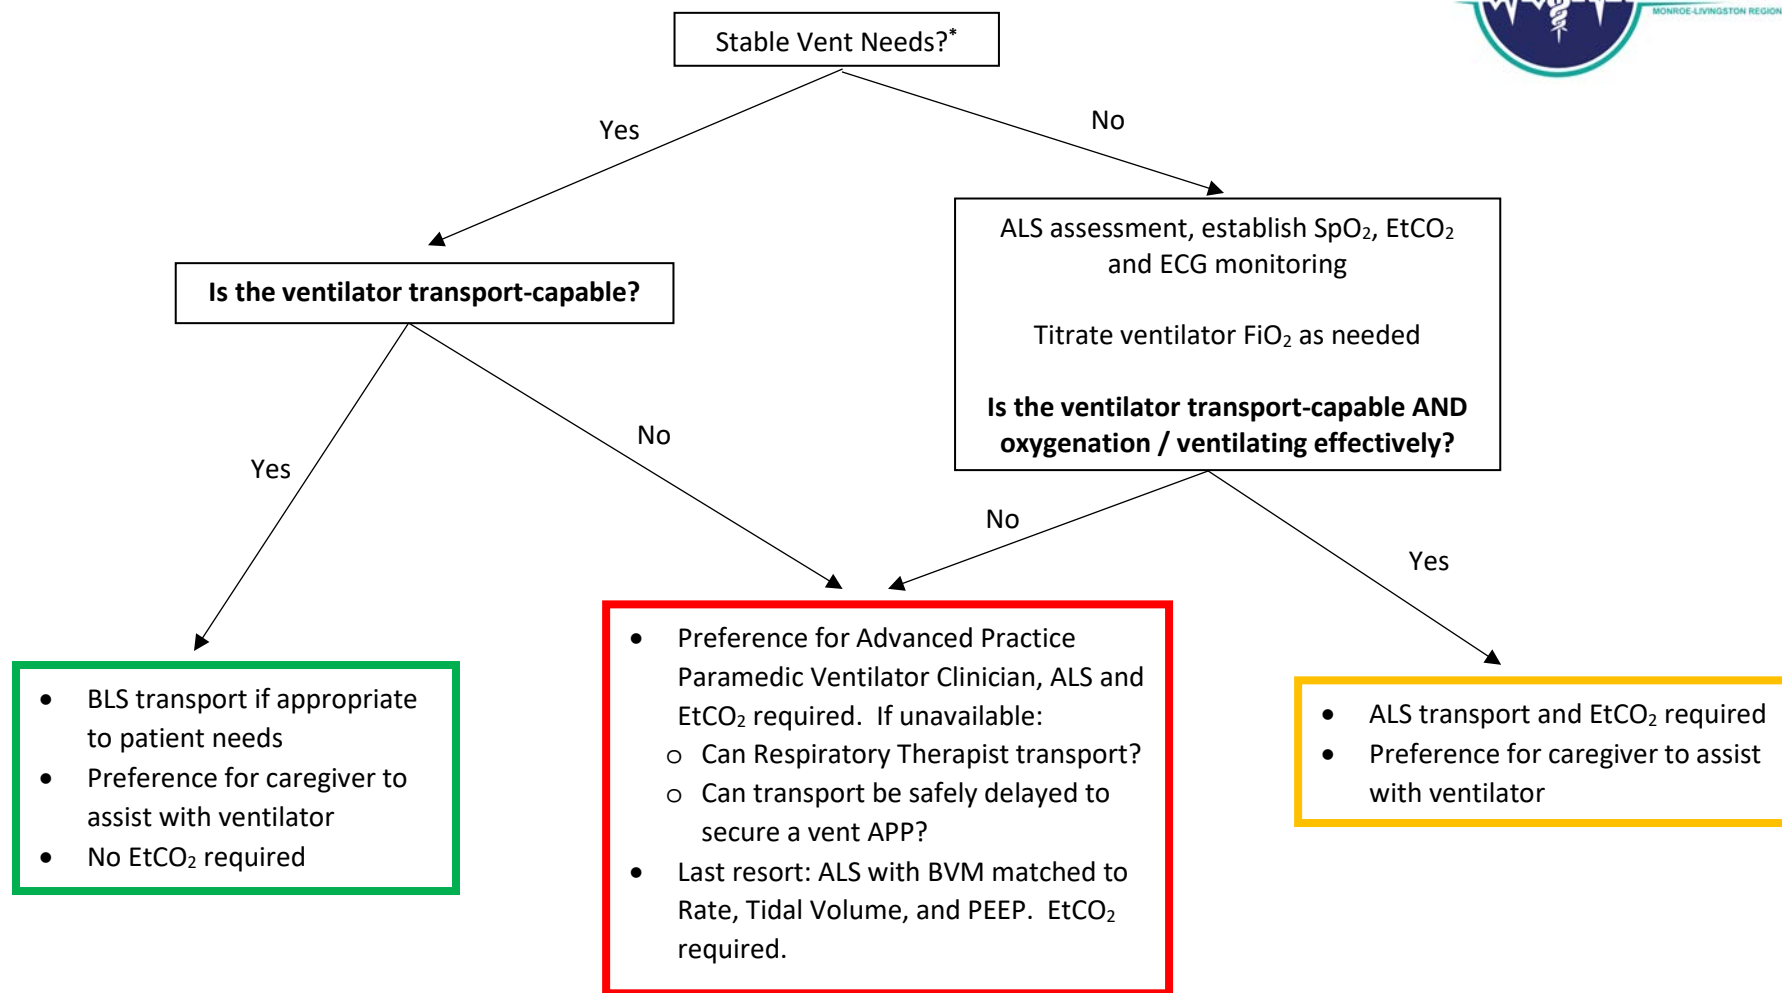 MONROE-LIVINGSTON REGION
Stable Vent Needs?*
Yes
No
ALS assessment, establish SpO₂, EtCO₂
and ECG monitoring
Titrate ventilator FiO₂ as needed
Is the ventilator transport-capable AND
oxygenation / ventilating effectively?
Is the ventilator transport-capable?
Yes
No
No
Yes
• BLS transport if appropriate
to patient needs
• Preference for caregiver to
assist with ventilator
• No EtCO₂ required
• Preference for Advanced Practice
Paramedic Ventilator Clinician, ALS and
EtCO₂ required. If unavailable:
o Can Respiratory Therapist transport?
o Can transport be safely delayed to
secure a vent APP?
• Last resort: ALS with BVM matched to
Rate, Tidal Volume, and PEEP. EtCO₂
required.
• ALS transport and EtCO₂ required
• Preference for caregiver to assist
with ventilator